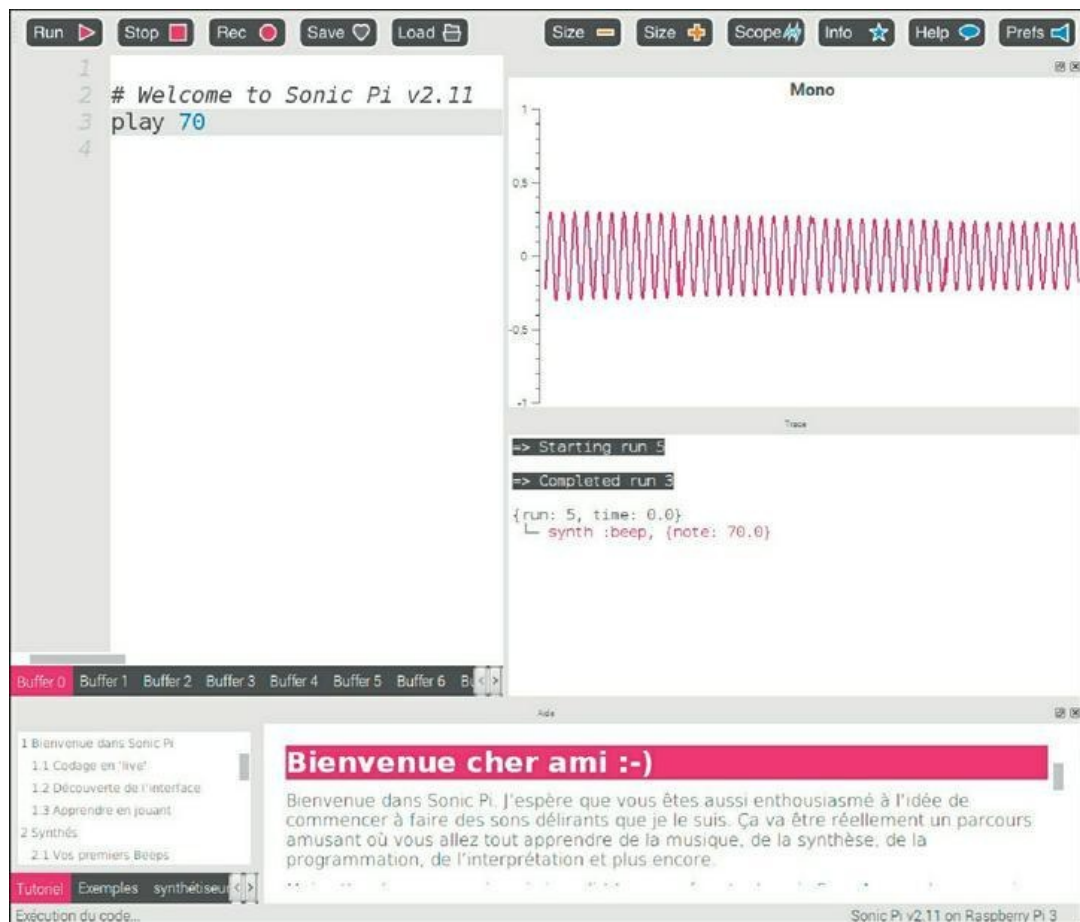 Run Stop Rec Save Load Size Size Scope Info Help Prefs
1
2 # Welcome to Sonic Pi v2.11
3 play 70
4
Mono
1
0,5
0
-0,5
-1
Trace
=> Starting run 5
=> Completed run 3
{run: 5, time: 0.0}
└─ synth :beep, {note: 70.0}
Buffer 0 Buffer 1 Buffer 2 Buffer 3 Buffer 4 Buffer 5 Buffer 6
Aide
1 Bienvenue dans Sonic Pi
1.1 Codage en 'live'
1.2 Découverte de l'interface
1.3 Apprendre en jouant
2 Synthés
2.1 Vos premiers Beeps
Tutoriel Exemples synthétiseur
Bienvenue cher ami :-)
Bienvenue dans Sonic Pi. J'espère que vous êtes aussi enthousiasmé à l'idée de
commencer à faire des sons délirants que je le suis. Ça va être réellement un parcours
amusant où vous allez tout apprendre de la musique, de la synthèse, de la
programmation, de l'interprétation et plus encore.
Exécution du code...
Sonic Pi v2.11 on Raspberry Pi 3